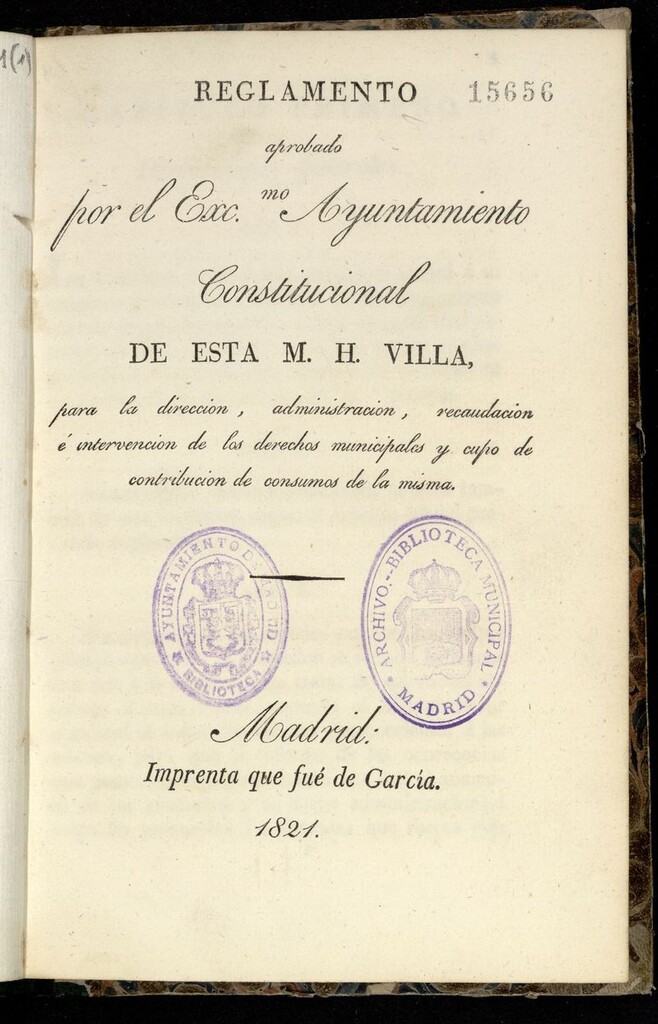 1(1)
REGLAMENTO 15656
aprobado
por el Exc.mo Ayuntamiento
Constitucional
DE ESTA M. H. VILLA,
para la direccion, administracion, recaudacion
é intervencion de los derechos municipales y cupo de
contribucion de consumos de la misma.
AYUNTAMIENTO DE MADRID
BIBLIOTECA
ARCHIVO.-BIBLIOTECA MUNICIPAL
MADRID
Madrid:
Imprenta que fué de García.
1821.